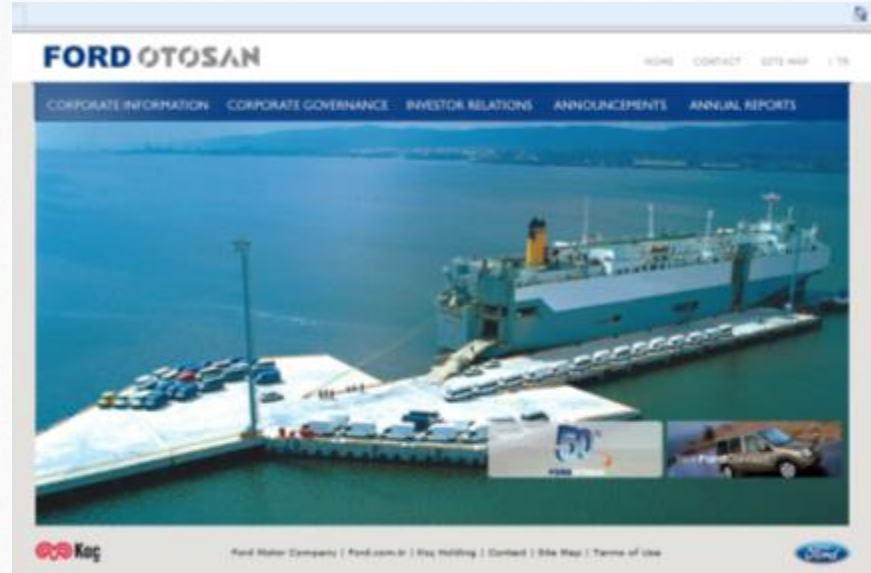 FORD OTOSAN
HOME CONTACT SITE MAP | TR
CORPORATE INFORMATION CORPORATE GOVERNANCE INVESTOR RELATIONS ANNOUNCEMENTS ANNUAL REPORTS
50
Koç
Ford Motor Company | Ford.com.tr | Koç Holding | Contact | Site Map | Terms of Use
Ford